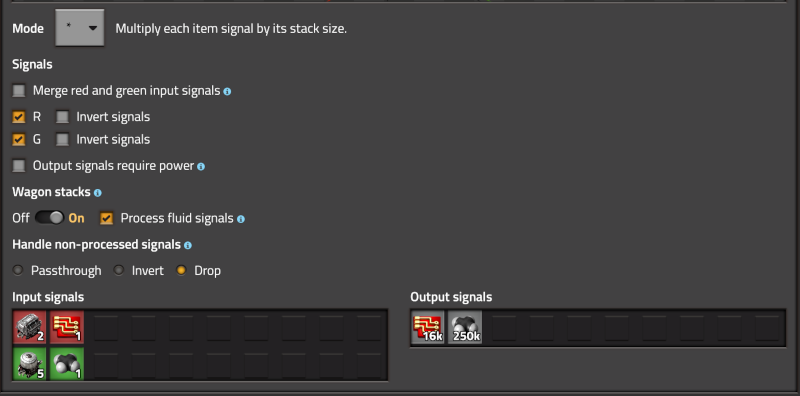 Mode * Multiply each item signal by its stack size.
Signals
Merge red and green input signals
R Invert signals
G Invert signals
Output signals require power
Wagon stacks
Off On Process fluid signals
Handle non-processed signals
Passthrough Invert Drop
Input signals Output signals
2 1 16k 250k
5 1